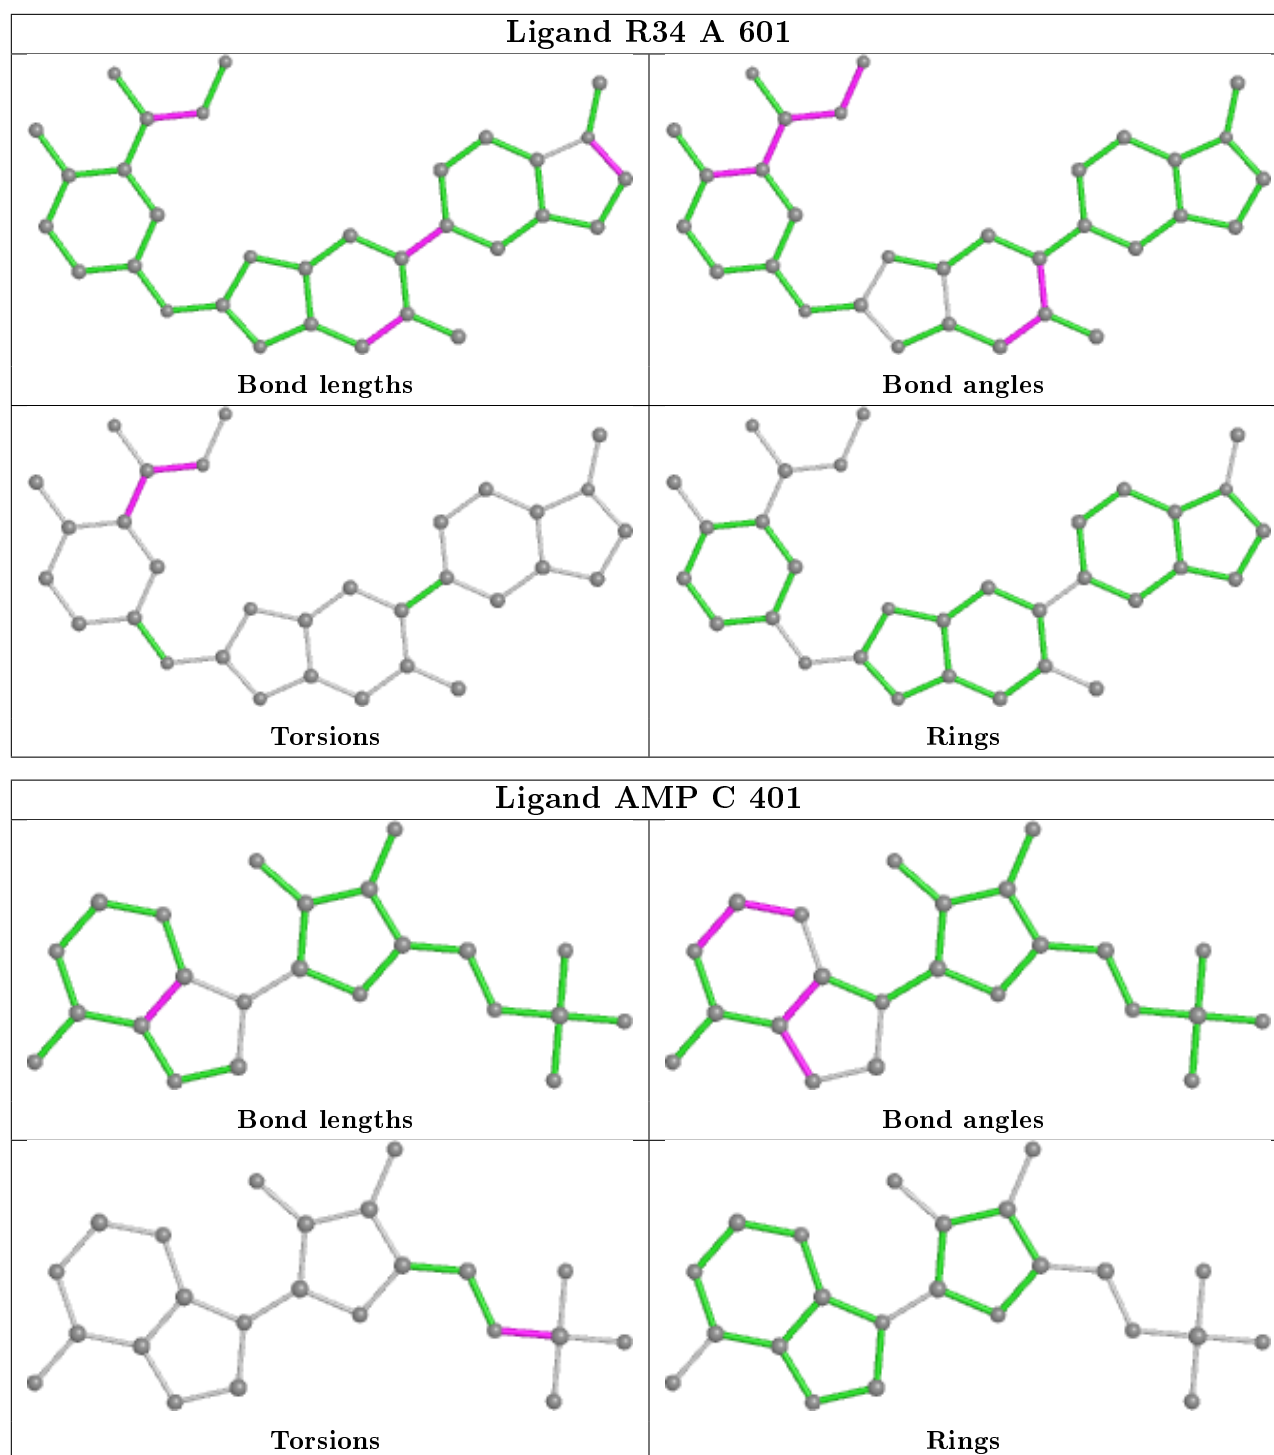 Ligand R34 A 601
Bond lengths
Bond angles
Torsions
Rings
Ligand AMP C 401
Bond lengths
Bond angles
Torsions
Rings